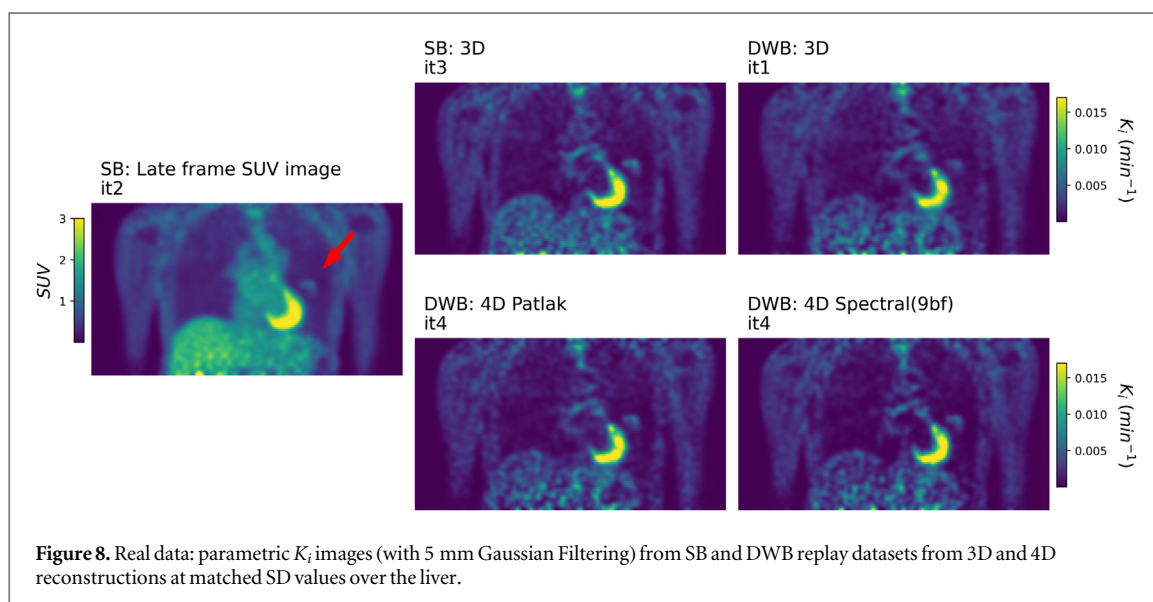 SB: 3D
it3
DWB: 3D
it1
0.015
0.010
0.005
K_i (min⁻¹)
SB: Late frame SUV image
it2
3
2
1
SUV
DWB: 4D Patlak
it4
DWB: 4D Spectral(9bf)
it4
0.015
0.010
0.005
K_i (min⁻¹)
Figure 8. Real data: parametric K_i images (with 5 mm Gaussian Filtering) from SB and DWB replay datasets from 3D and 4D
reconstructions at matched SD values over the liver.